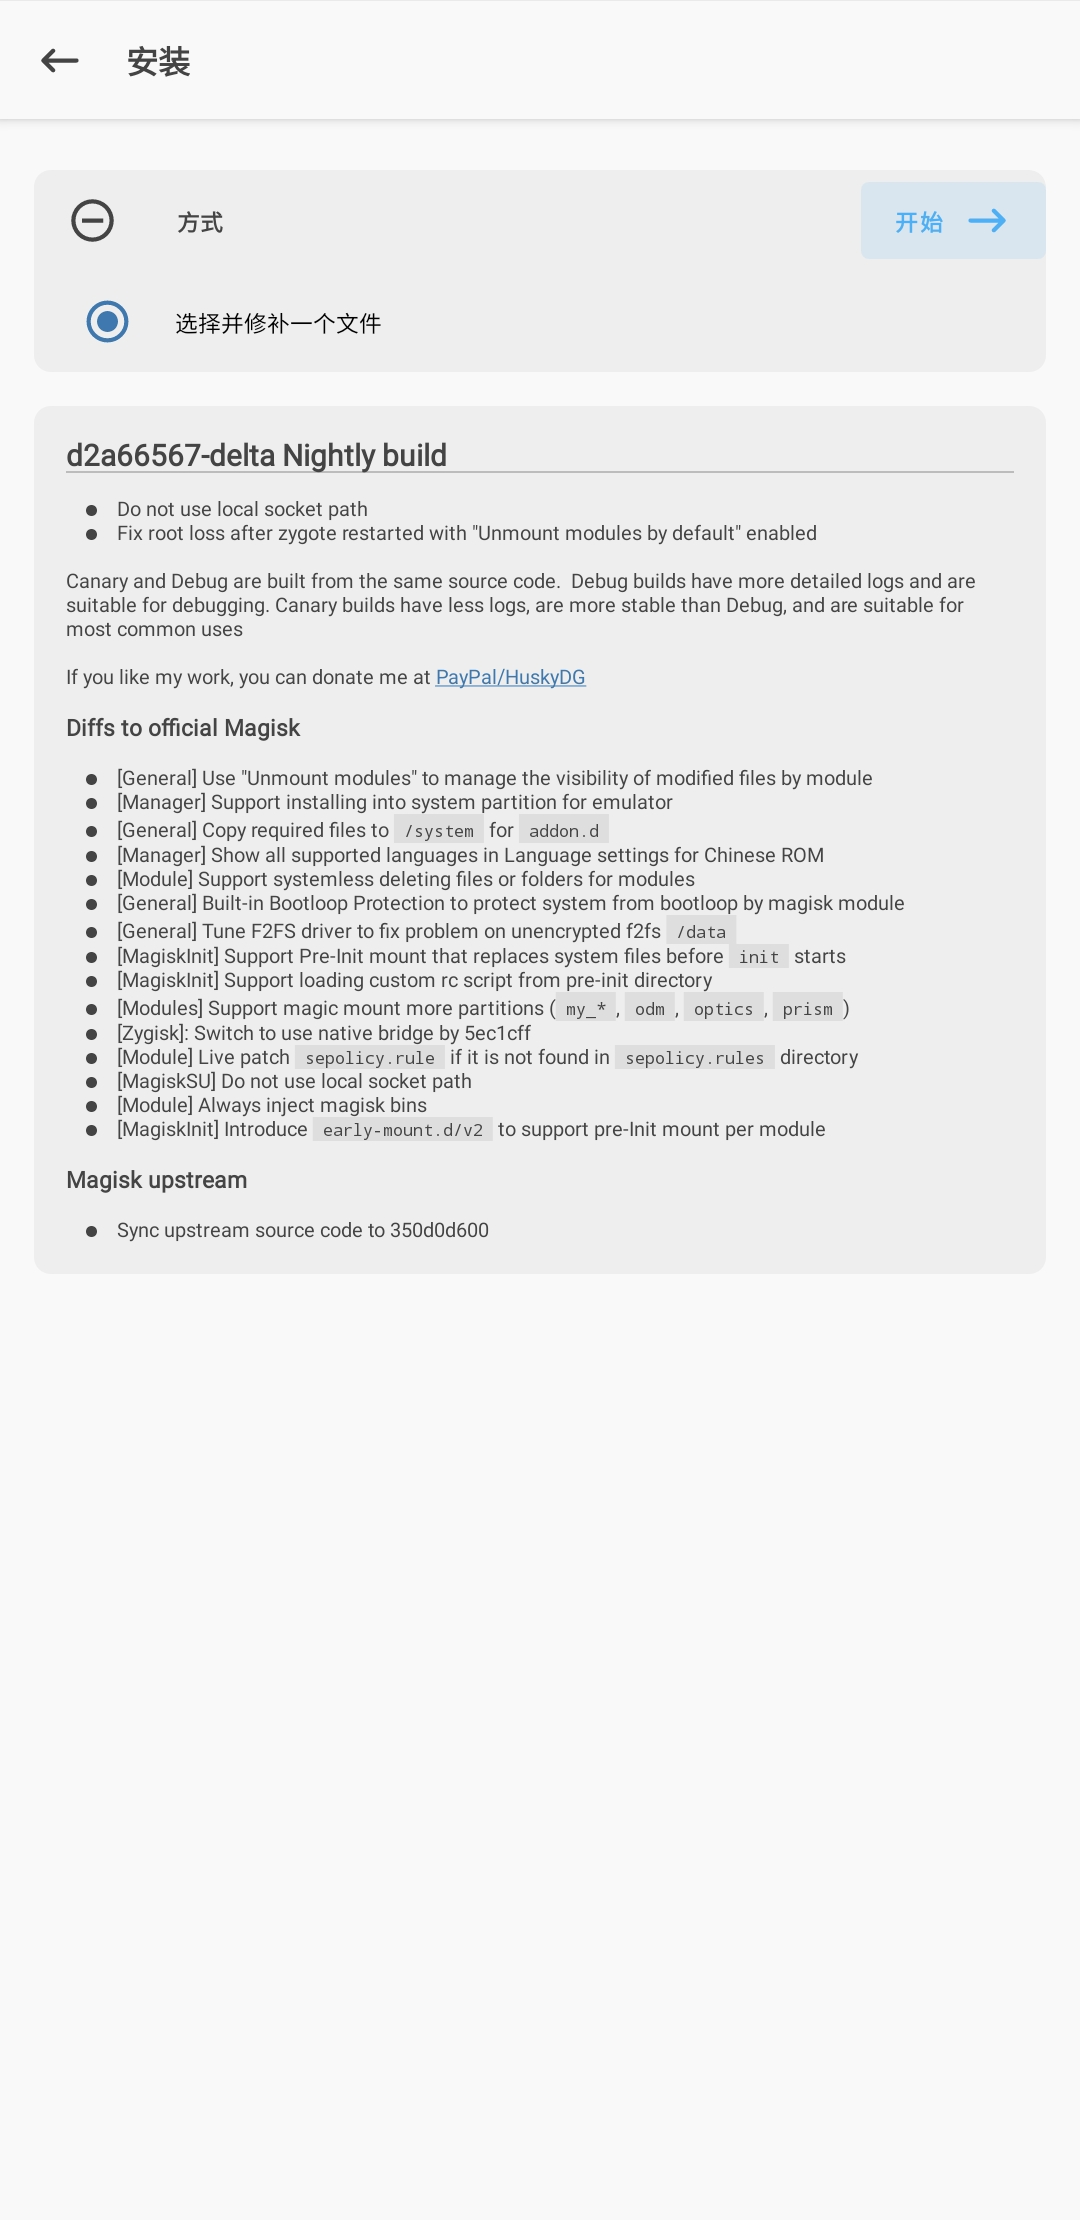 安装
方式
开始
选择并修补一个文件
d2a66567-delta Nightly build
Do not use local socket path
Fix root loss after zygote restarted with "Unmount modules by default" enabled
Canary and Debug are built from the same source code.  Debug builds have more detailed logs and are
suitable for debugging. Canary builds have less logs, are more stable than Debug, and are suitable for
most common uses
If you like my work, you can donate me at PayPal/HuskyDG
Diffs to official Magisk
[General] Use "Unmount modules" to manage the visibility of modified files by module
[Manager] Support installing into system partition for emulator
[General] Copy required files to /system for addon.d
[Manager] Show all supported languages in Language settings for Chinese ROM
[Module] Support systemless deleting files or folders for modules
[General] Built-in Bootloop Protection to protect system from bootloop by magisk module
[General] Tune F2FS driver to fix problem on unencrypted f2fs /data
[MagiskInit] Support Pre-Init mount that replaces system files before init starts
[MagiskInit] Support loading custom rc script from pre-init directory
[Modules] Support magic mount more partitions ( my_* , odm , optics , prism )
[Zygisk]: Switch to use native bridge by 5ec1cff
[Module] Live patch sepolicy.rule if it is not found in sepolicy.rules directory
[MagiskSU] Do not use local socket path
[Module] Always inject magisk bins
[MagiskInit] Introduce early-mount.d/v2 to support pre-Init mount per module
Magisk upstream
Sync upstream source code to 350d0d600